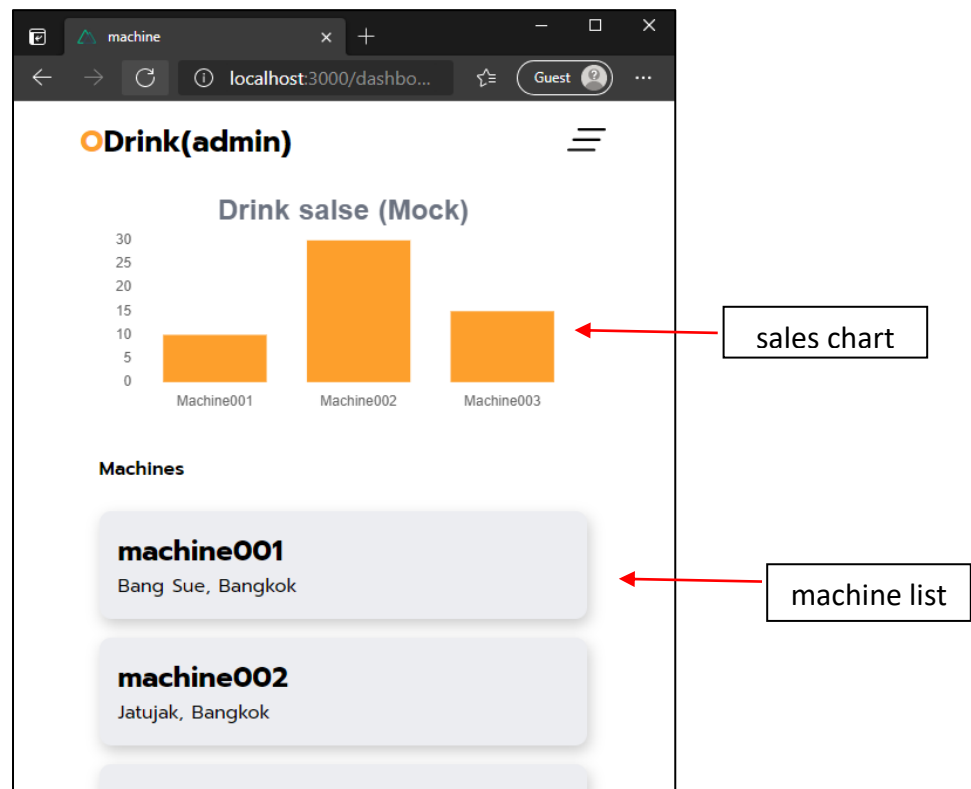 machine
localhost:3000/dashbo...
Guest
ODrink(admin)
Drink salse (Mock)
30
25
20
15
10
5
0
Machine001 Machine002 Machine003
sales chart
Machines
machine001
Bang Sue, Bangkok
machine list
machine002
Jatujak, Bangkok